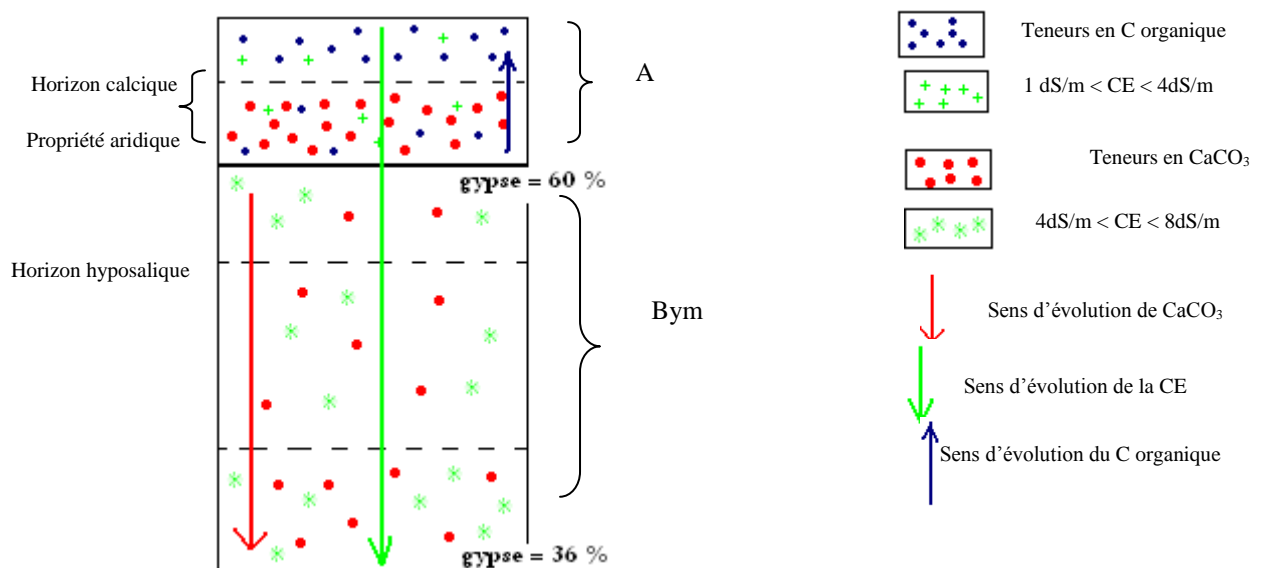 Horizon calcique
Propriété aridique
A
gypse = 60 %
Horizon hyposalique
Bym
gypse = 36 %
Teneurs en C organique
1 dS/m < CE < 4dS/m
Teneurs en CaCO₃
4dS/m < CE < 8dS/m
Sens d'évolution de CaCO₃
Sens d'évolution de la CE
Sens d'évolution du C organique